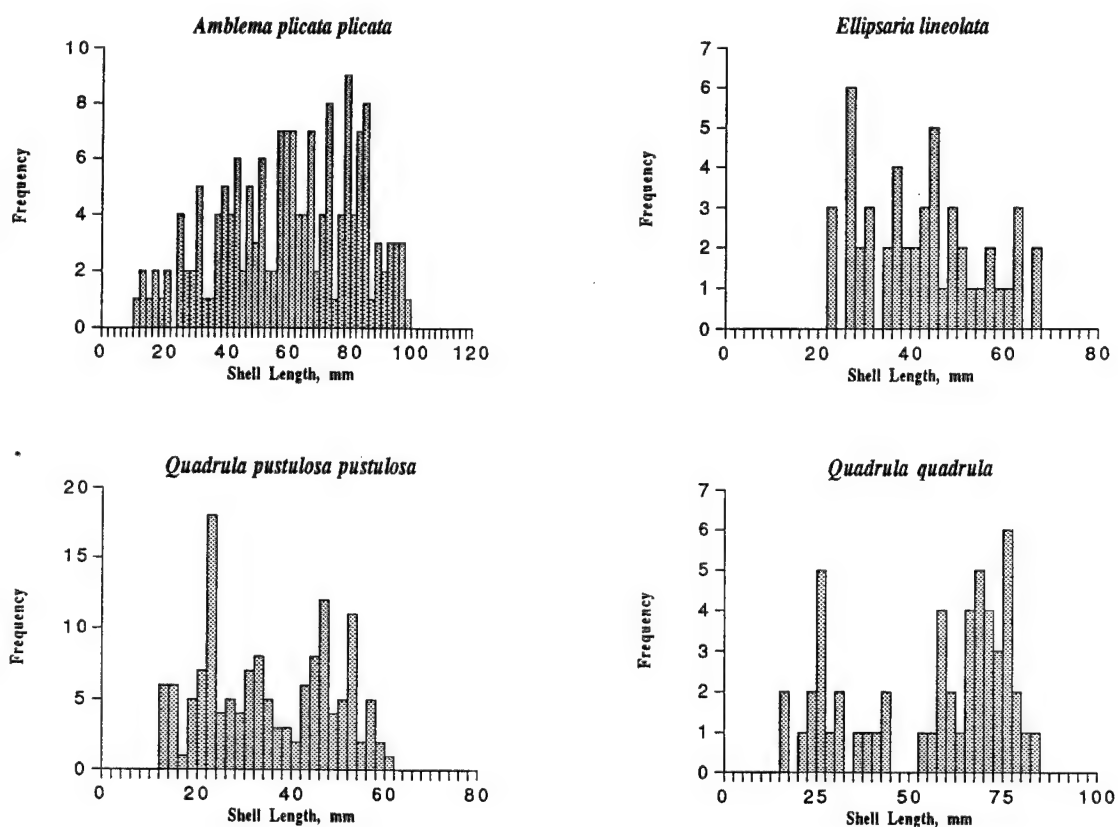 Amblema plicata plicata
10
8
6
4
2
0
Frequency
0 20 40 60 80 100 120
Shell Length, mm
Ellipsaria lineolata
7
6
5
4
3
2
1
0
Frequency
0 20 40 60 80
Shell Length, mm
Quadrula pustulosa pustulosa
20
15
10
5
0
Frequency
0 20 40 60 80
Shell Length, mm
Quadrula quadrula
7
6
5
4
3
2
1
0
Frequency
0 25 50 75 100
Shell Length, mm